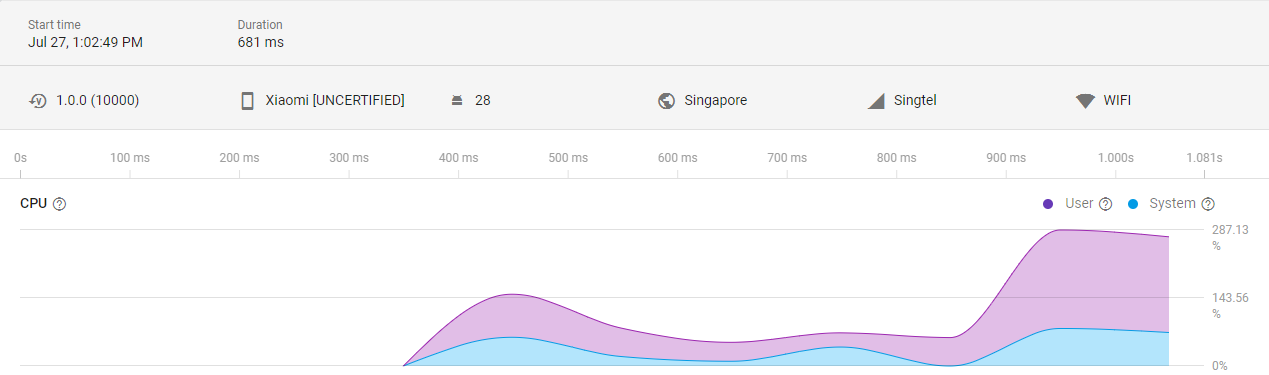 Start time Duration
Jul 27, 1:02:49 PM 681 ms
1.0.0 (10000) Xiaomi [UNCERTIFIED] 28 Singapore Singtel WIFI
0s 100 ms 200 ms 300 ms 400 ms 500 ms 600 ms 700 ms 800 ms 900 ms 1.000s 1.081s
CPU User System
287.13
%
143.56
%
0%